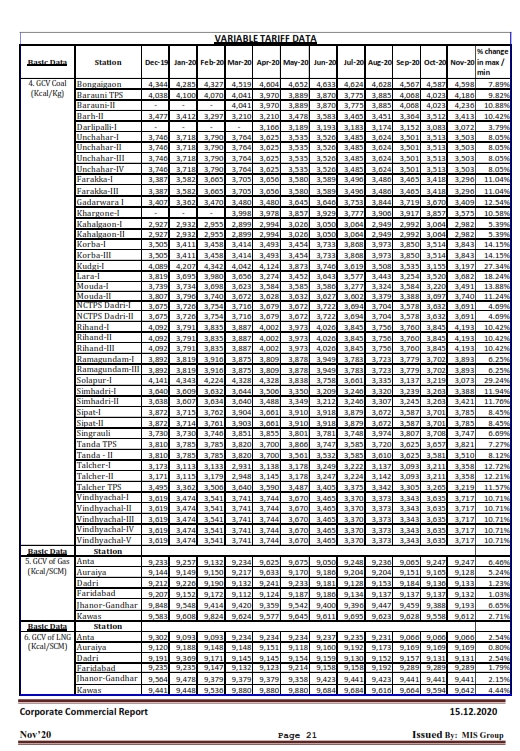 VARIABLE TARIFF DATA
Basic Data Station Dec-19 Jan-20 Feb-20 Mar-20 Apr-20 May-20 Jun-20 Jul-20 Aug-20 Sep-20 Oct-20 Nov-20 % change in max / min
4. GCV Coal (Kcal/Kg) Bongaigaon 4,344 4,285 4,327 4,519 4,604 4,652 4,633 4,624 4,628 4,567 4,587 4,598 7.89%
Barauni TPS 4,038 4,100 4,070 4,041 3,970 3,889 3,870 3,775 3,885 4,068 4,023 4,186 9.82%
Barauni-II - - - 4,041 3,970 3,889 3,870 3,775 3,885 4,068 4,023 4,236 10.88%
Barh-II 3,477 3,412 3,297 3,210 3,210 3,478 3,583 3,465 3,451 3,364 3,512 3,413 10.42%
Darlipalli-I - - - 3,166 3,189 3,193 3,183 3,174 3,152 3,083 3,072 3.79%
Unchahar-I 3,746 3,718 3,790 3,764 3,625 3,535 3,526 3,485 3,624 3,501 3,513 3,503 8.05%
Unchahar-II 3,746 3,718 3,790 3,764 3,625 3,535 3,526 3,485 3,624 3,501 3,513 3,503 8.05%
Unchahar-III 3,746 3,718 3,790 3,764 3,625 3,535 3,526 3,485 3,624 3,501 3,513 3,503 8.05%
Unchahar-IV 3,746 3,718 3,790 3,764 3,625 3,535 3,526 3,485 3,624 3,501 3,513 3,503 8.05%
Farakka-I 3,387 3,582 3,665 3,705 3,656 3,580 3,589 3,496 3,486 3,465 3,418 3,296 11.04%
Farakka-III 3,387 3,582 3,665 3,705 3,656 3,580 3,589 3,496 3,486 3,465 3,418 3,296 11.04%
Gadarwara I 3,407 3,362 3,470 3,480 3,480 3,645 3,646 3,753 3,844 3,719 3,670 3,409 12.54%
Khargone-I - - - 3,998 3,978 3,857 3,929 3,777 3,906 3,917 3,857 3,575 10.58%
Kahalgaon-I 2,927 2,932 2,955 2,899 2,994 3,026 3,050 3,064 2,949 2,992 3,064 2,982 5.39%
Kahalgaon-II 2,927 2,932 2,955 2,899 2,994 3,026 3,050 3,064 2,949 2,992 3,064 2,982 5.39%
Korba-I 3,505 3,411 3,458 3,414 3,493 3,454 3,733 3,868 3,973 3,850 3,514 3,843 14.15%
Korba-III 3,505 3,411 3,458 3,414 3,493 3,454 3,733 3,868 3,973 3,850 3,514 3,843 14.15%
Kudgi-I 4,089 4,207 4,342 4,042 4,124 3,873 3,746 3,619 3,508 3,535 3,155 3,197 27.34%
Lara-I 3,819 3,695 3,980 3,656 3,274 3,452 3,643 3,567 3,443 3,254 3,520 3,682 18.24%
Mouda-I 3,739 3,734 3,698 3,623 3,584 3,585 3,586 3,277 3,324 3,584 3,220 3,491 13.88%
Mouda-II 3,807 3,796 3,740 3,672 3,628 3,632 3,627 3,602 3,379 3,388 3,697 3,740 11.24%
NCTPS Dadri-I 3,675 3,726 3,754 3,716 3,679 3,672 3,722 3,694 3,704 3,578 3,632 3,691 4.69%
NCTPS Dadri-II 3,675 3,726 3,754 3,716 3,679 3,672 3,722 3,694 3,704 3,578 3,632 3,691 4.69%
Rihand-I 4,092 3,791 3,835 3,887 4,002 3,973 4,026 3,845 3,756 3,760 3,845 4,193 10.42%
Rihand-II 4,092 3,791 3,835 3,887 4,002 3,973 4,026 3,845 3,756 3,760 3,845 4,193 10.42%
Rihand-III 4,092 3,791 3,835 3,887 4,002 3,973 4,026 3,845 3,756 3,760 3,845 4,193 10.42%
Ramagundam-I 3,892 3,819 3,916 3,875 3,809 3,878 3,949 3,783 3,723 3,779 3,702 3,893 6.25%
Ramagundam-III 3,892 3,819 3,916 3,875 3,809 3,878 3,949 3,783 3,723 3,779 3,702 3,893 6.25%
Solapur-I 4,141 4,343 4,224 4,328 4,328 3,838 3,758 3,661 3,335 3,137 3,219 3,073 29.24%
Simhadri-I 3,640 3,609 3,632 3,644 3,506 3,350 3,209 3,246 3,320 3,239 3,263 3,388 11.94%
Simhadri-II 3,638 3,607 3,634 3,640 3,488 3,349 3,212 3,246 3,307 3,245 3,263 3,421 11.76%
Sipat-I 3,872 3,715 3,762 3,904 3,661 3,910 3,918 3,879 3,672 3,587 3,701 3,785 8.45%
Sipat-II 3,872 3,714 3,761 3,903 3,661 3,910 3,918 3,879 3,672 3,587 3,701 3,785 8.45%
Singrauli 3,730 3,730 3,746 3,851 3,855 3,801 3,781 3,748 3,974 3,807 3,708 3,747 6.69%
Tanda TPS 3,810 3,785 3,785 3,820 3,700 3,866 3,747 3,585 3,720 3,625 3,657 3,821 7.27%
Tanda - II 3,810 3,785 3,785 3,820 3,700 3,561 3,532 3,585 3,610 3,625 3,581 3,510 8.12%
Talcher-I 3,173 3,113 3,133 2,931 3,138 3,178 3,249 3,222 3,137 3,093 3,211 3,358 12.72%
Talcher-II 3,171 3,115 3,179 2,948 3,145 3,178 3,247 3,224 3,142 3,093 3,211 3,358 12.21%
Talcher TPS 3,495 3,362 3,506 3,640 3,590 3,487 3,405 3,375 3,342 3,305 3,265 3,219 11.57%
Vindhyachal-I 3,619 3,474 3,541 3,741 3,744 3,670 3,465 3,370 3,373 3,343 3,635 3,717 10.71%
Vindhyachal-II 3,619 3,474 3,541 3,741 3,744 3,670 3,465 3,370 3,373 3,343 3,635 3,717 10.71%
Vindhyachal-III 3,619 3,474 3,541 3,741 3,744 3,670 3,465 3,370 3,373 3,343 3,635 3,717 10.71%
Vindhyachal-IV 3,619 3,474 3,541 3,741 3,744 3,670 3,465 3,370 3,373 3,343 3,635 3,717 10.71%
Vindhyachal-V 3,619 3,474 3,541 3,741 3,744 3,670 3,465 3,370 3,373 3,343 3,635 3,717 10.71%
Basic Data Station
5. GCV of Gas (Kcal/SCM) Anta 9,233 9,257 9,132 9,234 9,625 9,675 9,050 9,248 9,236 9,065 9,247 9,247 6.46%
Auraiya 9,144 9,149 9,150 9,217 9,633 9,175 9,190 9,204 9,204 9,151 9,165 9,128 5.24%
Dadri 9,212 9,226 9,190 9,132 9,241 9,233 9,181 9,128 9,153 9,184 9,136 9,133 1.23%
Faridabad 9,207 9,152 9,172 9,112 9,124 9,187 9,186 9,134 9,137 9,137 9,132 9,137 1.03%
Jhanor-Gandhar 9,848 9,548 9,414 9,420 9,359 9,542 9,400 9,396 9,447 9,459 9,388 9,193 6.65%
Kawas 9,583 9,608 9,824 9,624 9,577 9,645 9,611 9,695 9,623 9,628 9,558 9,612 2.71%
Basic Data Station
6. GCV of LNG (Kcal/SCM) Anta 9,302 9,093 9,093 9,234 9,234 9,234 9,237 9,235 9,231 9,066 9,066 9,066 2.54%
Auraiya 9,120 9,188 9,148 9,148 9,151 9,118 9,160 9,192 9,173 9,169 9,169 9,169 0.80%
Dadri 9,191 9,369 9,171 9,145 9,145 9,154 9,159 9,130 9,152 9,157 9,131 9,131 2.54%
Faridabad 9,235 9,235 9,147 9,132 9,123 9,214 9,158 9,158 9,192 9,289 9,289 9,289 1.79%
Jhanor-Gandhar 9,564 9,478 9,379 9,379 9,379 9,358 9,423 9,441 9,423 9,441 9,441 9,441 2.15%
Kawas 9,441 9,448 9,536 9,880 9,880 9,880 9,684 9,684 9,616 9,664 9,594 9,642 4.44%
Corporate Commercial Report 15.12.2020
Nov'20 Page 21 Issued By: MIS Group